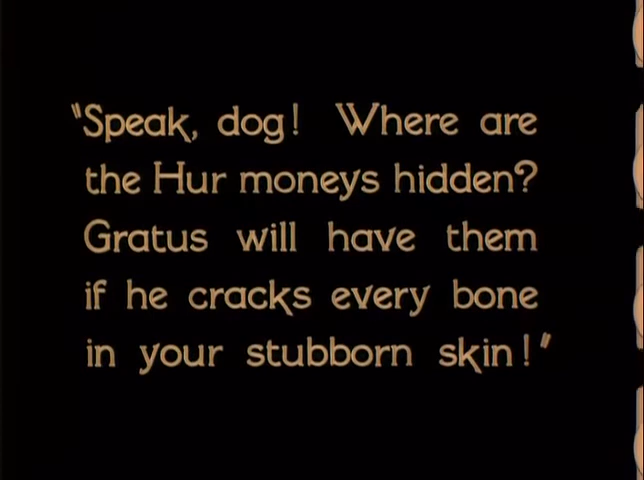 "Speak, dog! Where are
the Hur moneys hidden?
Gratus will have them
if he cracks every bone
in your stubborn skin!"